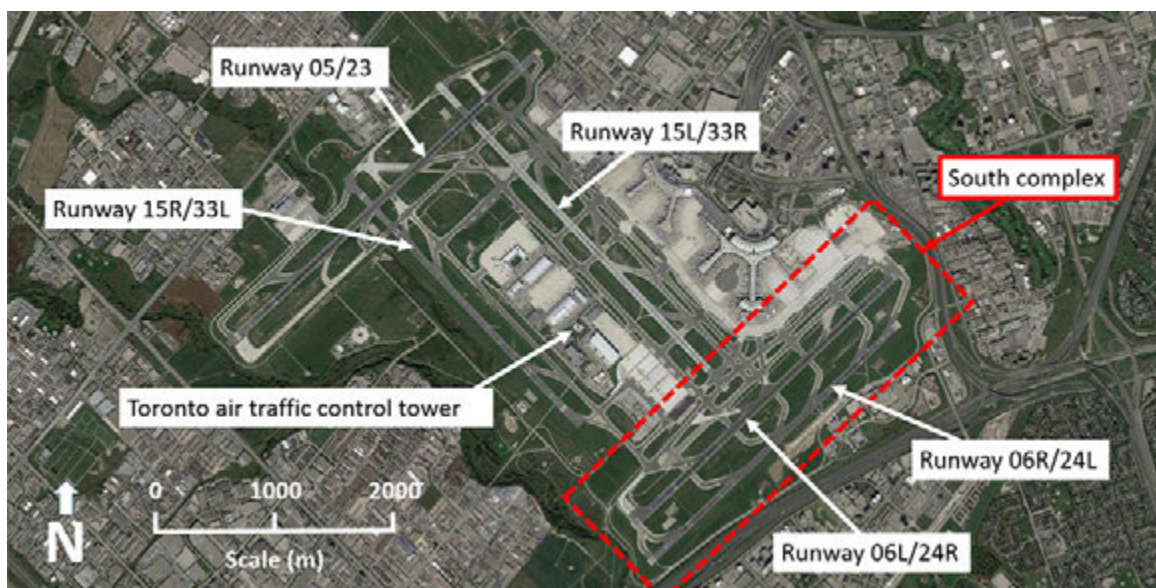 Runway 05/23
Runway 15L/33R
South complex
Runway 15R/33L
Toronto air traffic control tower
Runway 06R/24L
0 1000 2000
N
Scale (m)
Runway 06L/24R